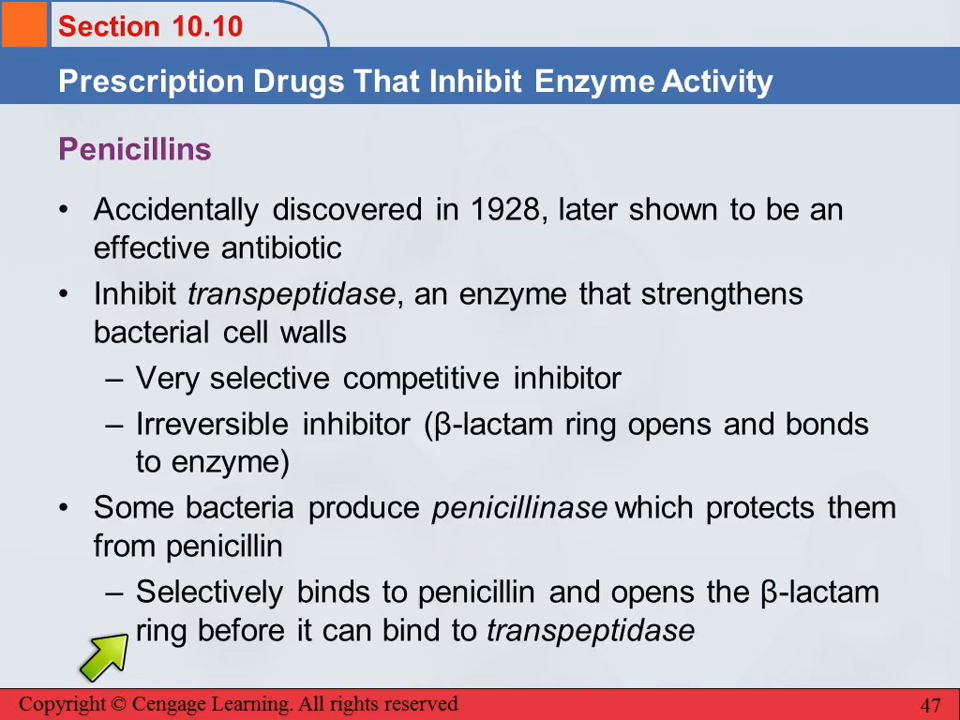 Section 10.10
Prescription Drugs That Inhibit Enzyme Activity
Penicillins
• Accidentally discovered in 1928, later shown to be an
effective antibiotic
• Inhibit transpeptidase, an enzyme that strengthens
bacterial cell walls
– Very selective competitive inhibitor
– Irreversible inhibitor (β-lactam ring opens and bonds
to enzyme)
• Some bacteria produce penicillinase which protects them
from penicillin
– Selectively binds to penicillin and opens the β-lactam
ring before it can bind to transpeptidase
Copyright © Cengage Learning. All rights reserved
47